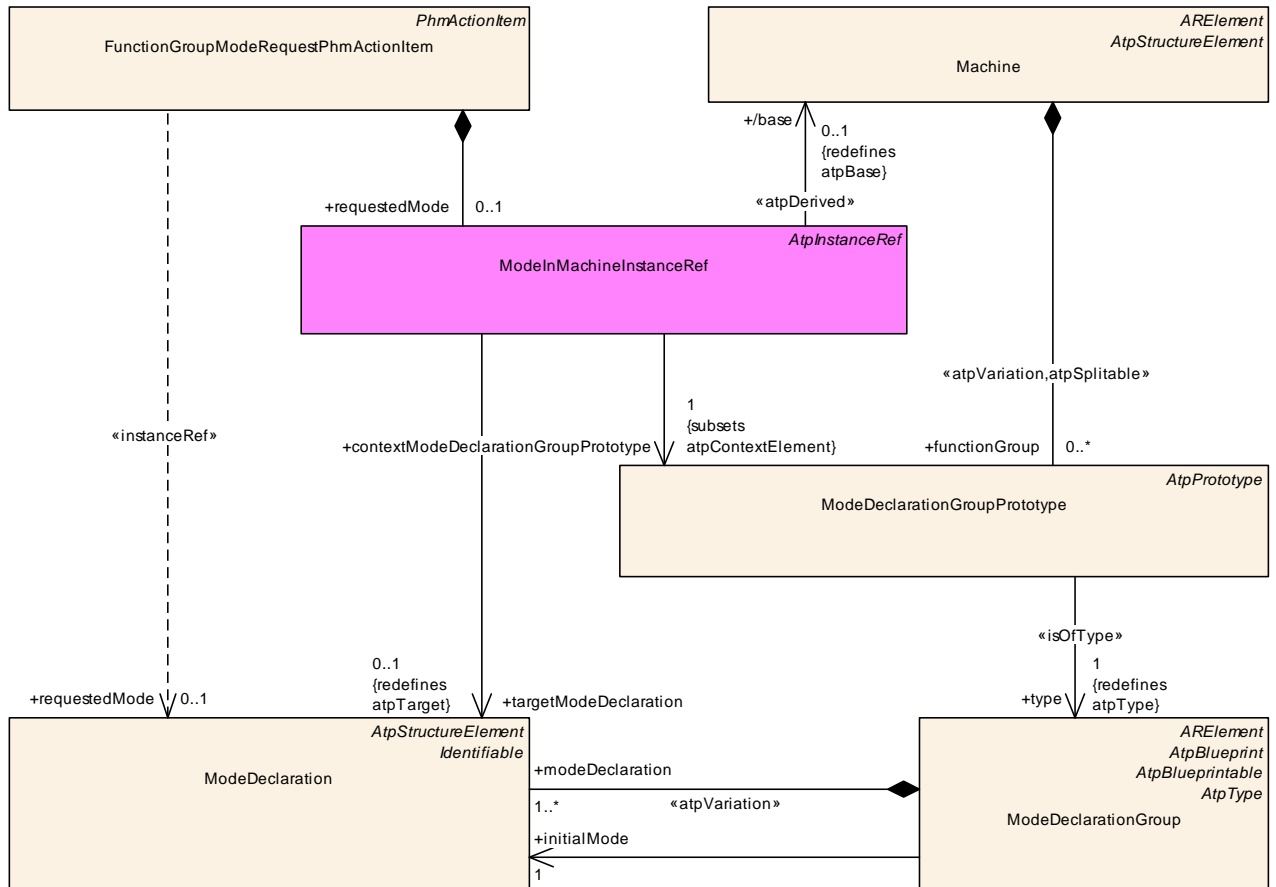 PhmActionItem
FunctionGroupModeRequestPhmActionItem
ARElement
AtpStructureElement
Machine
+/base
0..1
{redefines
atpBase}
«atpDerived»
+requestedMode
0..1
AtpInstanceRef
ModeInMachineInstanceRef
«atpVariation,atpSplitable»
1
{subsets
atpContextElement}
«instanceRef»
+contextModeDeclarationGroupPrototype
+functionGroup
0..*
AtpPrototype
ModeDeclarationGroupPrototype
«isOfType»
0..1
{redefines
atpTarget}
1
{redefines
atpType}
+requestedMode
0..1
+targetModeDeclaration
+type
AtpStructureElement
Identifiable
ModeDeclaration
+modeDeclaration
1..*
«atpVariation»
+initialMode
1
ARElement
AtpBlueprint
AtpBlueprintable
AtpType
ModeDeclarationGroup